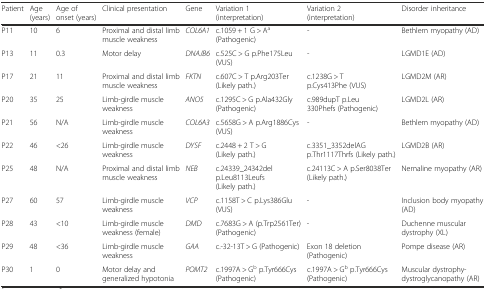 Patient Age (years) Age of onset (years) Clinical presentation Gene Variation 1 (interpretation) Variation 2 (interpretation) Disorder inheritance
P11 10 6 Proximal and distal limb muscle weakness COL6A1 c.1059 + 1 G > Aᵃ (Pathogenic) - Bethlem myopathy (AD)
P13 11 0.3 Motor delay DNAJB6 c.525C > G p.Phe175Leu (VUS) - LGMD1E (AD)
P17 21 11 Proximal and distal limb muscle weakness FKTN c.607C > T p.Arg203Ter (Likely path.) c.1238G > T p.Cys413Phe (VUS) LGMD2M (AR)
P20 35 25 Limb-girdle muscle weakness ANO5 c.1295C > G p.Ala432Gly (Pathogenic) c.989dupT p.Leu 330Phefs (Pathogenic) LGMD2L (AR)
P21 56 N/A Limb-girdle muscle weakness COL6A3 c.5658G > A p.Arg1886Cys (VUS) - Bethlem myopathy (AD)
P22 46 <26 Limb-girdle muscle weakness DYSF c.2448 + 2 T > G (Likely path.) c.3351_3352delAG p.Thr1117Thrfs (Likely path.) LGMD2B (AR)
P25 48 N/A Proximal and distal limb muscle weakness NEB c.24339_24342del p.Leu8113Leufs (Likely path.) c.24113C > A p.Ser8038Ter (Likely path.) Nemaline myopathy (AR)
P27 60 57 Limb-girdle muscle weakness VCP c.1158T > C p.Lys386Glu (VUS) - Inclusion body myopathy (AD)
P28 43 <10 Limb-girdle muscle weakness (female) DMD c.7683G > A (p.Trp2561Ter) (Pathogenic) - Duchenne muscular dystrophy (XL)
P29 48 <36 Limb-girdle muscle weakness GAA c.-32-13T > G (Pathogenic) Exon 18 deletion (Pathogenic) Pompe disease (AR)
P30 1 0 Motor delay and generalized hypotonia POMT2 c.1997A > Gᵇ p.Tyr666Cys (Pathogenic) c.1997A > Gᵇ p.Tyr666Cys (Pathogenic) Muscular dystrophy-dystroglycanopathy (AR)